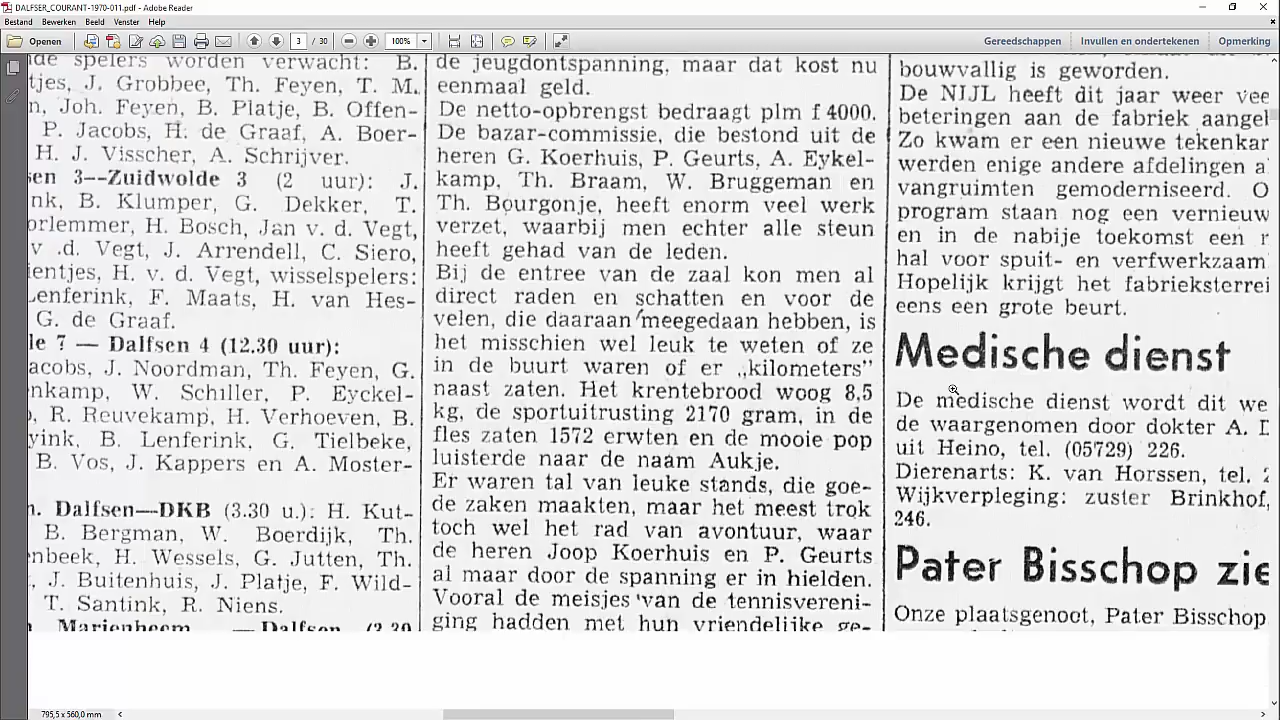 DALFSER_COURANT-1970-011.pdf - Adobe Reader
Bestand Bewerken Beeld Venster Help
Openen 3 / 30 100% Gereedschappen Invullen en ondertekenen Opmerking
de spelers worden verwacht: B.
tjes, J. Grobbee, Th. Feyen, T. M.
n, Joh. Feyen, B. Platje, B. Offen-
P. Jacobs, H. de Graaf, A. Boer-
H. J. Visscher, A. Schrijver.
sen 3--Zuidwolde 3 (2 uur): J.
nk, B. Klumper, G. Dekker, T.
orlemmer, H. Bosch, Jan v. d. Vegt,
v .d. Vegt, J. Arrendell, C. Siero,
ientjes, H. v. d. Vegt, wisselspelers:
Lenferink, F. Maats, H. van Hes-
G. de Graaf.
le 7 — Dalfsen 4 (12.30 uur):
acobs, J. Noordman, Th. Feyen, G.
nkamp, W. Schiller, P. Eyckel-
, R. Reuvekamp, H. Verhoeven, B.
yink, B. Lenferink, G. Tielbeke,
B. Vos, J. Kappers en A. Moster-
. Dalfsen—DKB (3.30 u.): H. Kut-
B. Bergman, W. Boerdijk, Th.
nbeek, H. Wessels, G. Jutten, Th.
, J. Buitenhuis, J. Platje, F. Wild-
T. Santink, R. Niens.
Marienheem — Dalfsen
de jeugdontspanning, maar dat kost nu
eenmaal geld.
De netto-opbrengst bedraagt plm f 4000.
De bazar-commissie, die bestond uit de
heren G. Koerhuis, P. Geurts, A. Eykel-
kamp, Th. Braam, W. Bruggeman en
Th. Bourgonje, heeft enorm veel werk
verzet, waarbij men echter alle steun
heeft gehad van de leden.
Bij de entree van de zaal kon men al
direct raden en schatten en voor de
velen, die daaraan meegedaan hebben, is
het misschien wel leuk te weten of ze
in de buurt waren of er „kilometers”
naast zaten. Het krentebrood woog 8,5
kg, de sportuitrusting 2170 gram, in de
fles zaten 1572 erwten en de mooie pop
luisterde naar de naam Aukje.
Er waren tal van leuke stands, die goe-
de zaken maakten, maar het meest trok
toch wel het rad van avontuur, waar
de heren Joop Koerhuis en P. Geurts
al maar door de spanning er in hielden.
Vooral de meisjes van de tennisvereni-
ging hadden met hun vriendelijke ge-
bouwvallig is geworden.
De NIJL heeft dit jaar weer vee
beteringen aan de fabriek aangel
Zo kwam er een nieuwe tekenkar
werden enige andere afdelingen a
vangruimten gemoderniseerd. O
program staan nog een vernieuw
en in de nabije toekomst een r
hal voor spuit- en verfwerkzaam
Hopelijk krijgt het fabrieksterrei
eens een grote beurt.
Medische dienst
De medische dienst wordt dit we
de waargenomen door dokter A. D
uit Heino, tel. (05729) 226.
Dierenarts: K. van Horssen, tel. 2
Wijkverpleging: zuster Brinkhof,
246.
Pater Bisschop zie
Onze plaatsgenoot, Pater Bisschop
795,5 x 560,0 mm